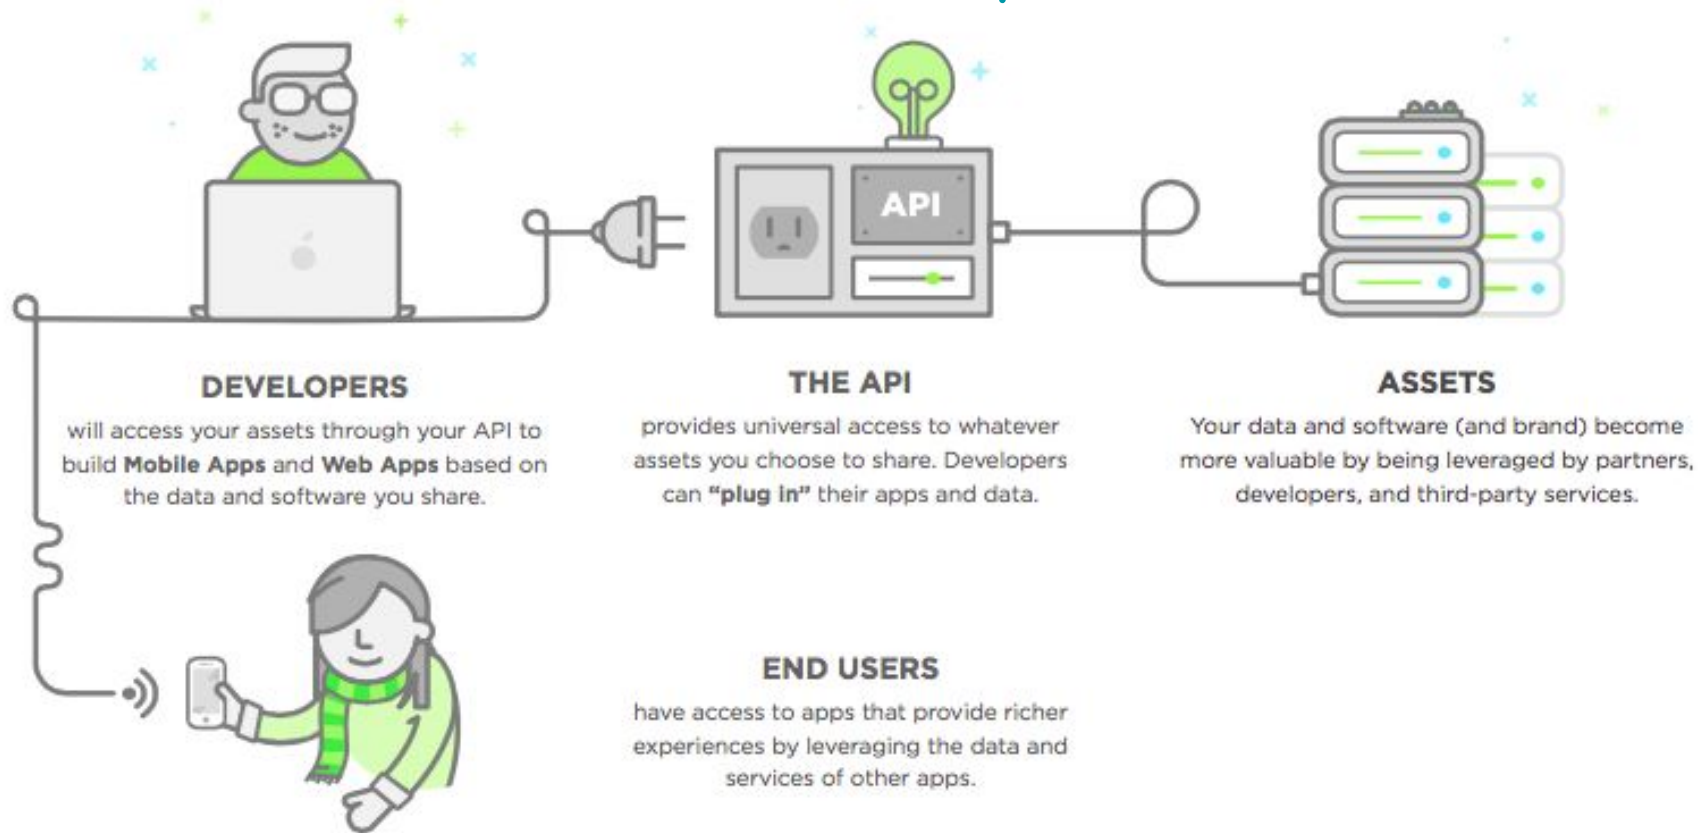 API
DEVELOPERS
will access your assets through your API to
build Mobile Apps and Web Apps based on
the data and software you share.
THE API
provides universal access to whatever
assets you choose to share. Developers
can “plug in” their apps and data.
ASSETS
Your data and software (and brand) become
more valuable by being leveraged by partners,
developers, and third-party services.
END USERS
have access to apps that provide richer
experiences by leveraging the data and
services of other apps.